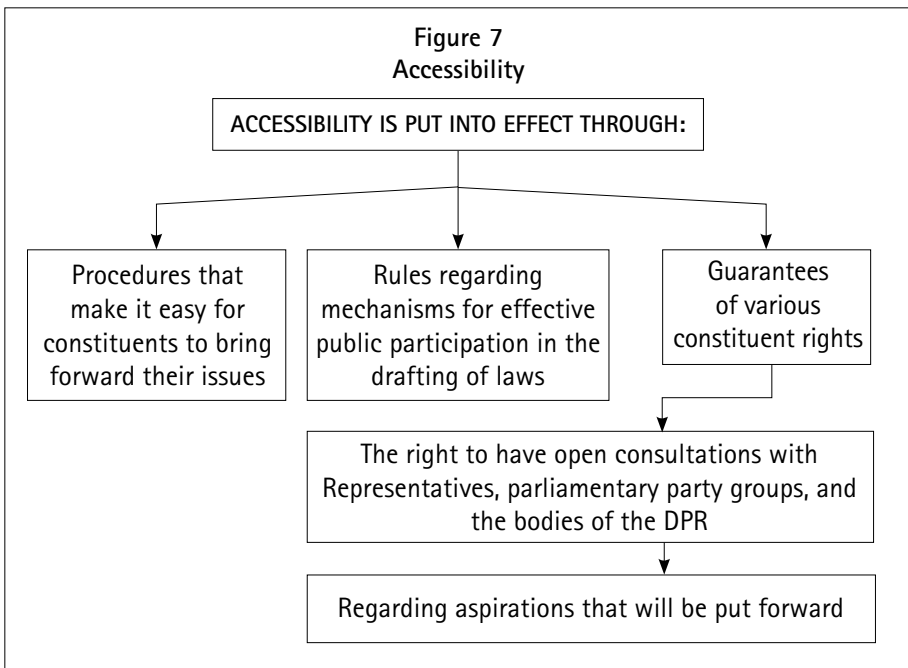 Figure 7
Accessibility
ACCESSIBILITY IS PUT INTO EFFECT THROUGH:
Procedures that
make it easy for
constituents to bring
forward their issues
Rules regarding
mechanisms for effective
public participation in the
drafting of laws
Guarantees
of various
constituent rights
The right to have open consultations with
Representatives, parliamentary party groups, and
the bodies of the DPR
Regarding aspirations that will be put forward